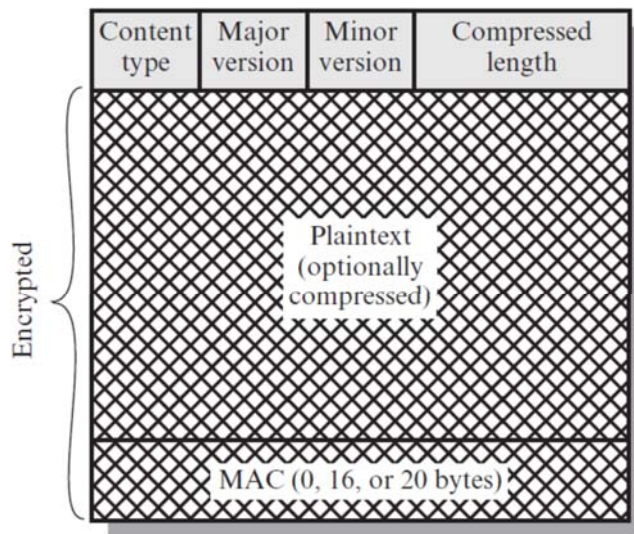 Content Major Minor Compressed
type version version length
Encrypted
Plaintext
(optionally
compressed)
MAC (0, 16, or 20 bytes)